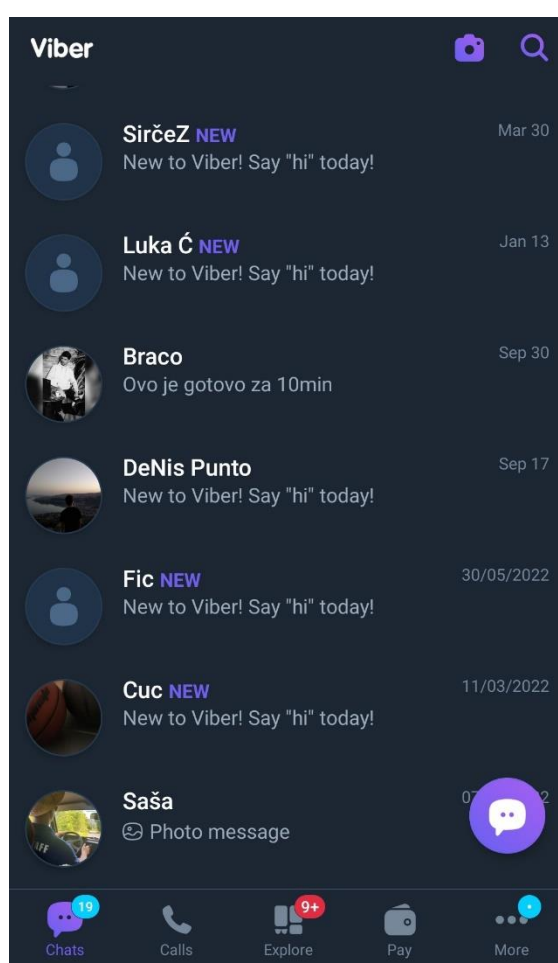 Viber
SirčeZ NEW
Mar 30
New to Viber! Say "hi" today!
Luka Ć NEW
Jan 13
New to Viber! Say "hi" today!
Braco
Sep 30
Ovo je gotovo za 10min
DeNis Punto
Sep 17
New to Viber! Say "hi" today!
Fic NEW
30/05/2022
New to Viber! Say "hi" today!
Cuc NEW
11/03/2022
New to Viber! Say "hi" today!
Saša
Photo message
19
9+
Chats
Calls
Explore
Pay
More